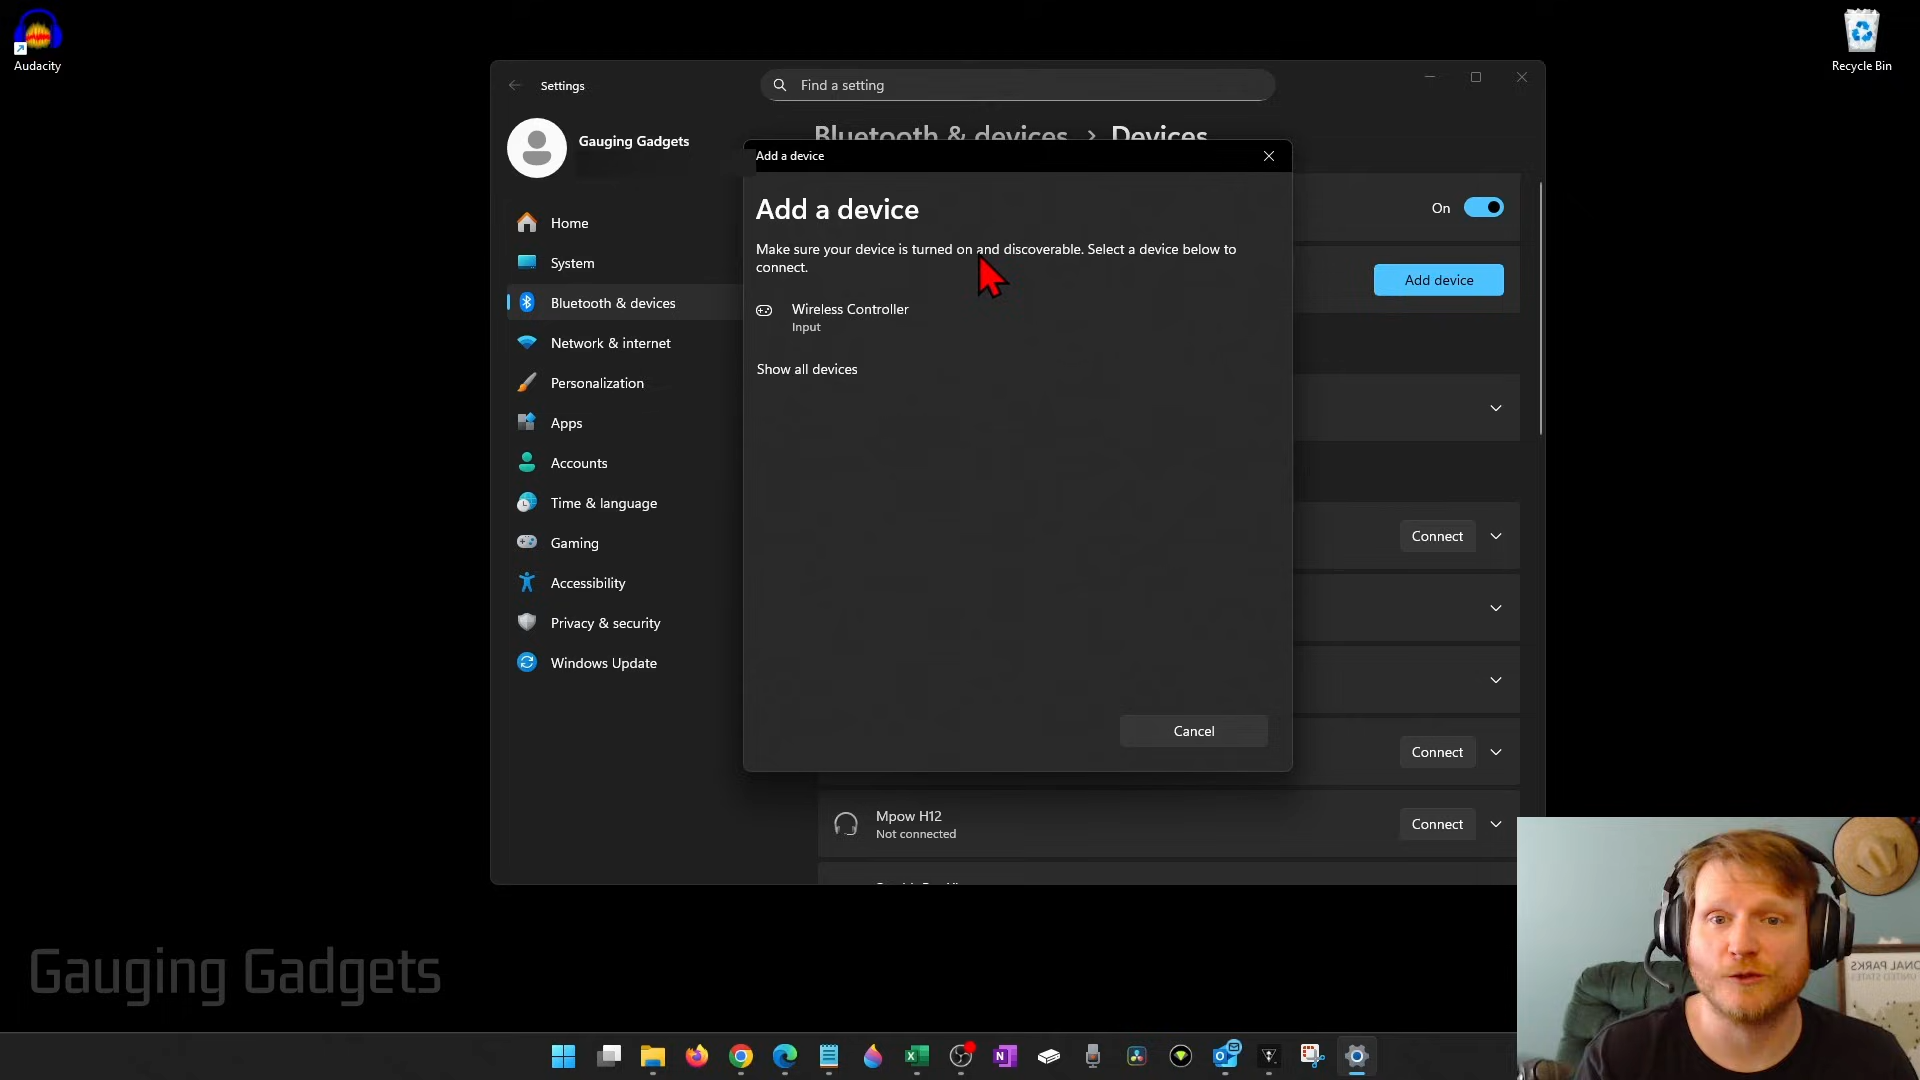 Audacity
Recycle Bin
Settings
Find a setting
Gauging Gadgets
Bluetooth & devices > Devices
Add a device
Add a device
Make sure your device is turned on and discoverable. Select a device below to
connect.
Wireless Controller
Input
Show all devices
Cancel
Home
System
Bluetooth & devices
Network & internet
Personalization
Apps
Accounts
Time & language
Gaming
Accessibility
Privacy & security
Windows Update
On
Add device
Connect
Connect
Mpow H12
Not connected
Connect
Gauging Gadgets